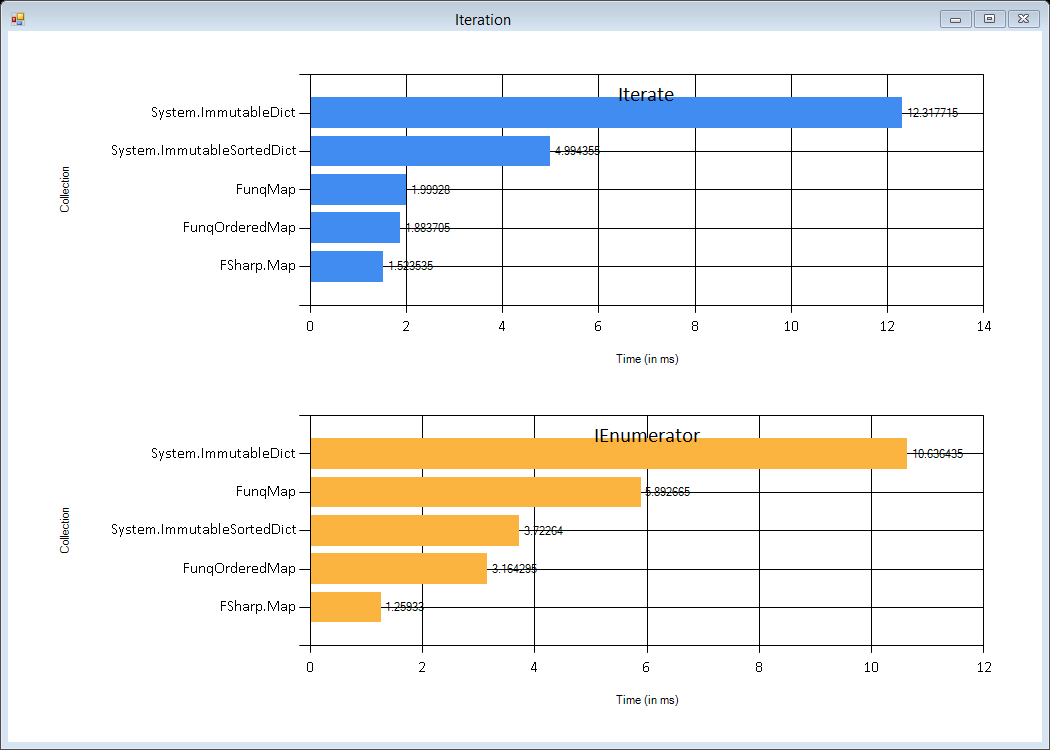 Iteration
Iterate
System.ImmutableDict
12.317715
System.ImmutableSortedDict
4.994355
FunqMap
1.99928
FunqOrderedMap
1.883705
FSharp.Map
1.523535
Collection
0 2 4 6 8 10 12 14
Time (in ms)
IEnumerator
System.ImmutableDict
10.636435
FunqMap
5.892665
System.ImmutableSortedDict
3.72264
FunqOrderedMap
3.164295
FSharp.Map
1.25933
Collection
0 2 4 6 8 10 12
Time (in ms)